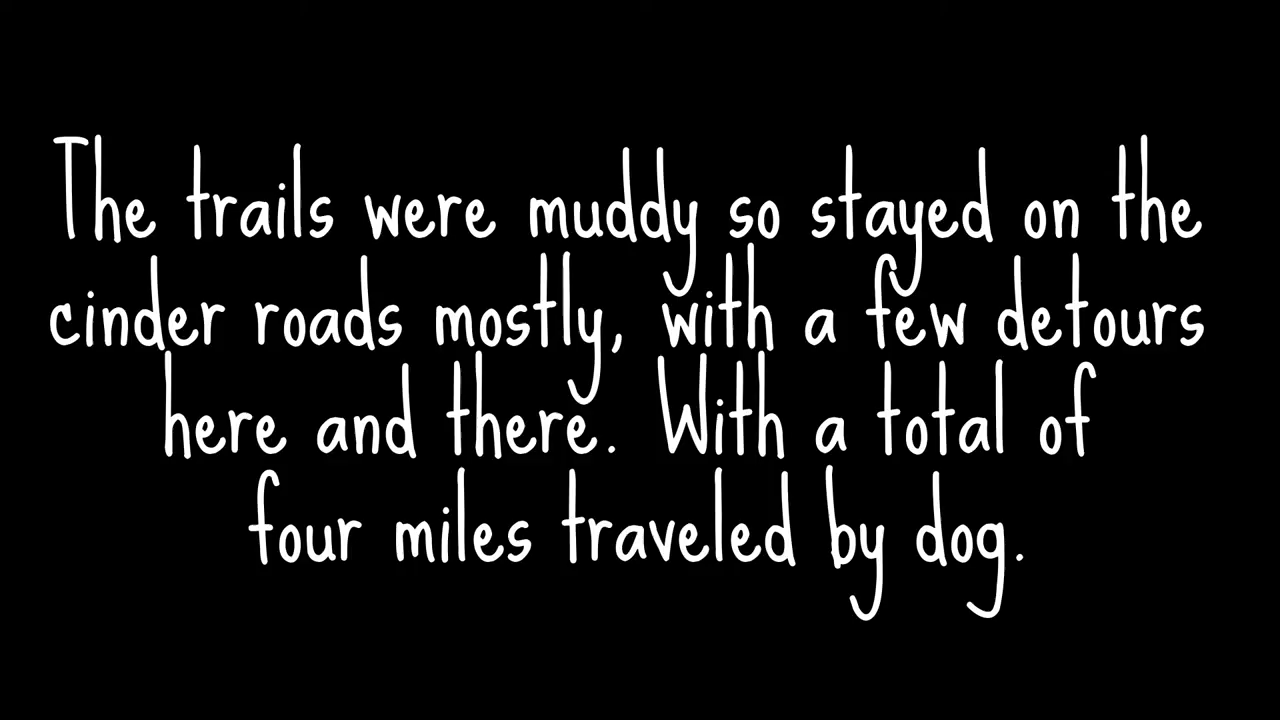 The trails were muddy so stayed on the
cinder roads mostly, with a few detours
here and there. With a total of
four miles traveled by dog.